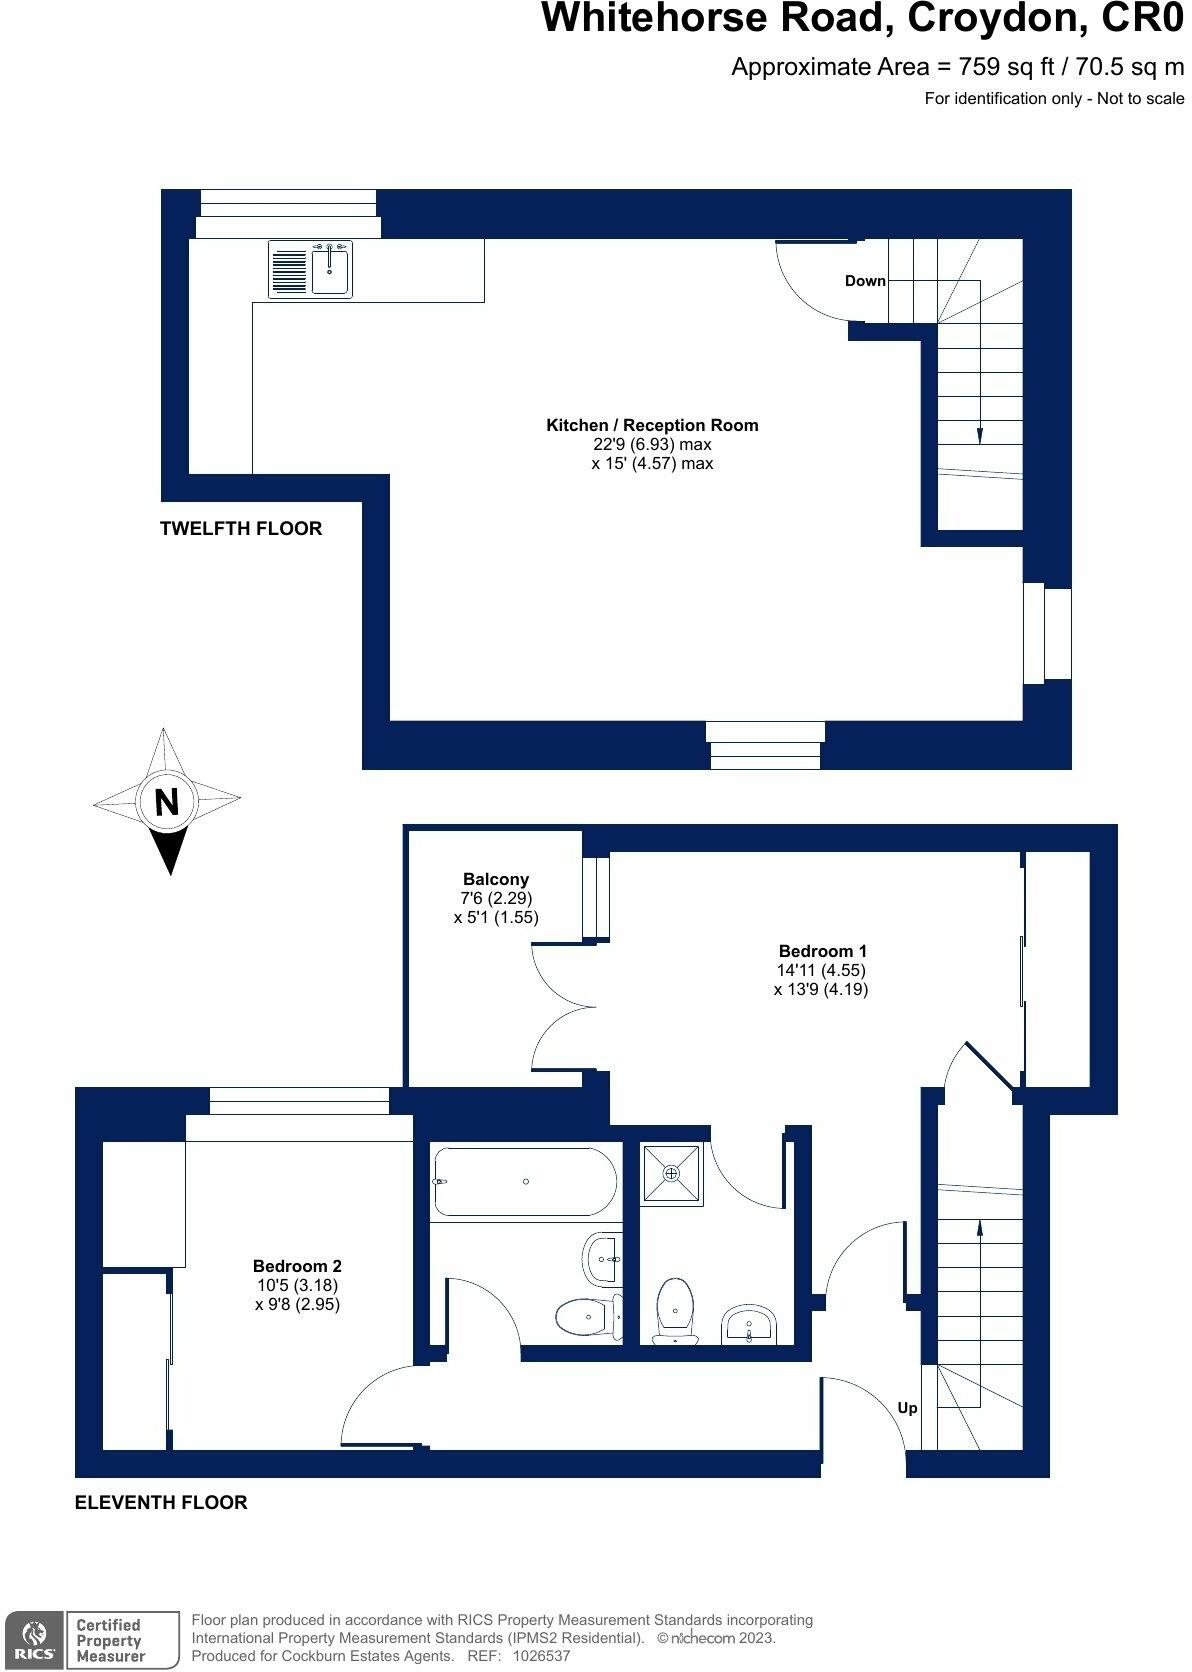 Whitehorse Road, Croydon, CR0
Approximate Area = 759 sq ft / 70.5 sq m
For identification only - Not to scale
Down
Kitchen / Reception Room
22'9 (6.93) max
x 15' (4.57) max
TWELFTH FLOOR
N
Balcony
7'6 (2.29)
x 5'1 (1.55)
Bedroom 1
14'11 (4.55)
x 13'9 (4.19)
Bedroom 2
10'5 (3.18)
x 9'8 (2.95)
Up
ELEVENTH FLOOR
RICS
Certified
Property
Measurer
Floor plan produced in accordance with RICS Property Measurement Standards incorporating
International Property Measurement Standards (IPMS2 Residential). © nichecom 2023.
Produced for Cockburn Estates Agents. REF: 1026537